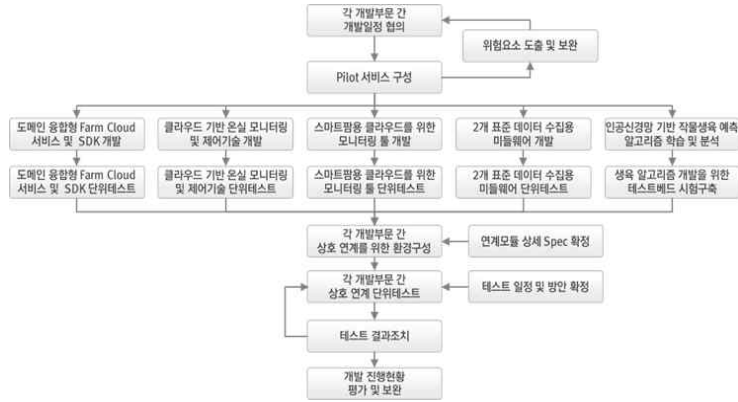 각 개발부문 간
개발일정 협의
위험요소 도출 및 보완
Pilot 서비스 구성
도메인 융합형 Farm Cloud
서비스 및 SDK 개발
클라우드 기반 온실 모니터링
및 제어기술 개발
스마트팜용 클라우드를 위한
모니터링 툴 개발
2개 표준 데이터 수집용
미들웨어 개발
인공신경망 기반 작물생육 예측
알고리즘 학습 및 분석
도메인 융합형 Farm Cloud
서비스 및 SDK 단위테스트
클라우드 기반 온실 모니터링
및 제어기술 단위테스트
스마트팜용 클라우드를 위한
모니터링 툴 단위테스트
2개 표준 데이터 수집용
미들웨어 단위테스트
생육 알고리즘 개발을 위한
테스트베드 시험구축
각 개발부문 간
상호 연계를 위한 환경구성
연계모듈 상세 Spec 확정
각 개발부문 간
상호 연계 단위테스트
테스트 일정 및 방안 확정
테스트 결과조치
개발 진행현황
평가 및 보완